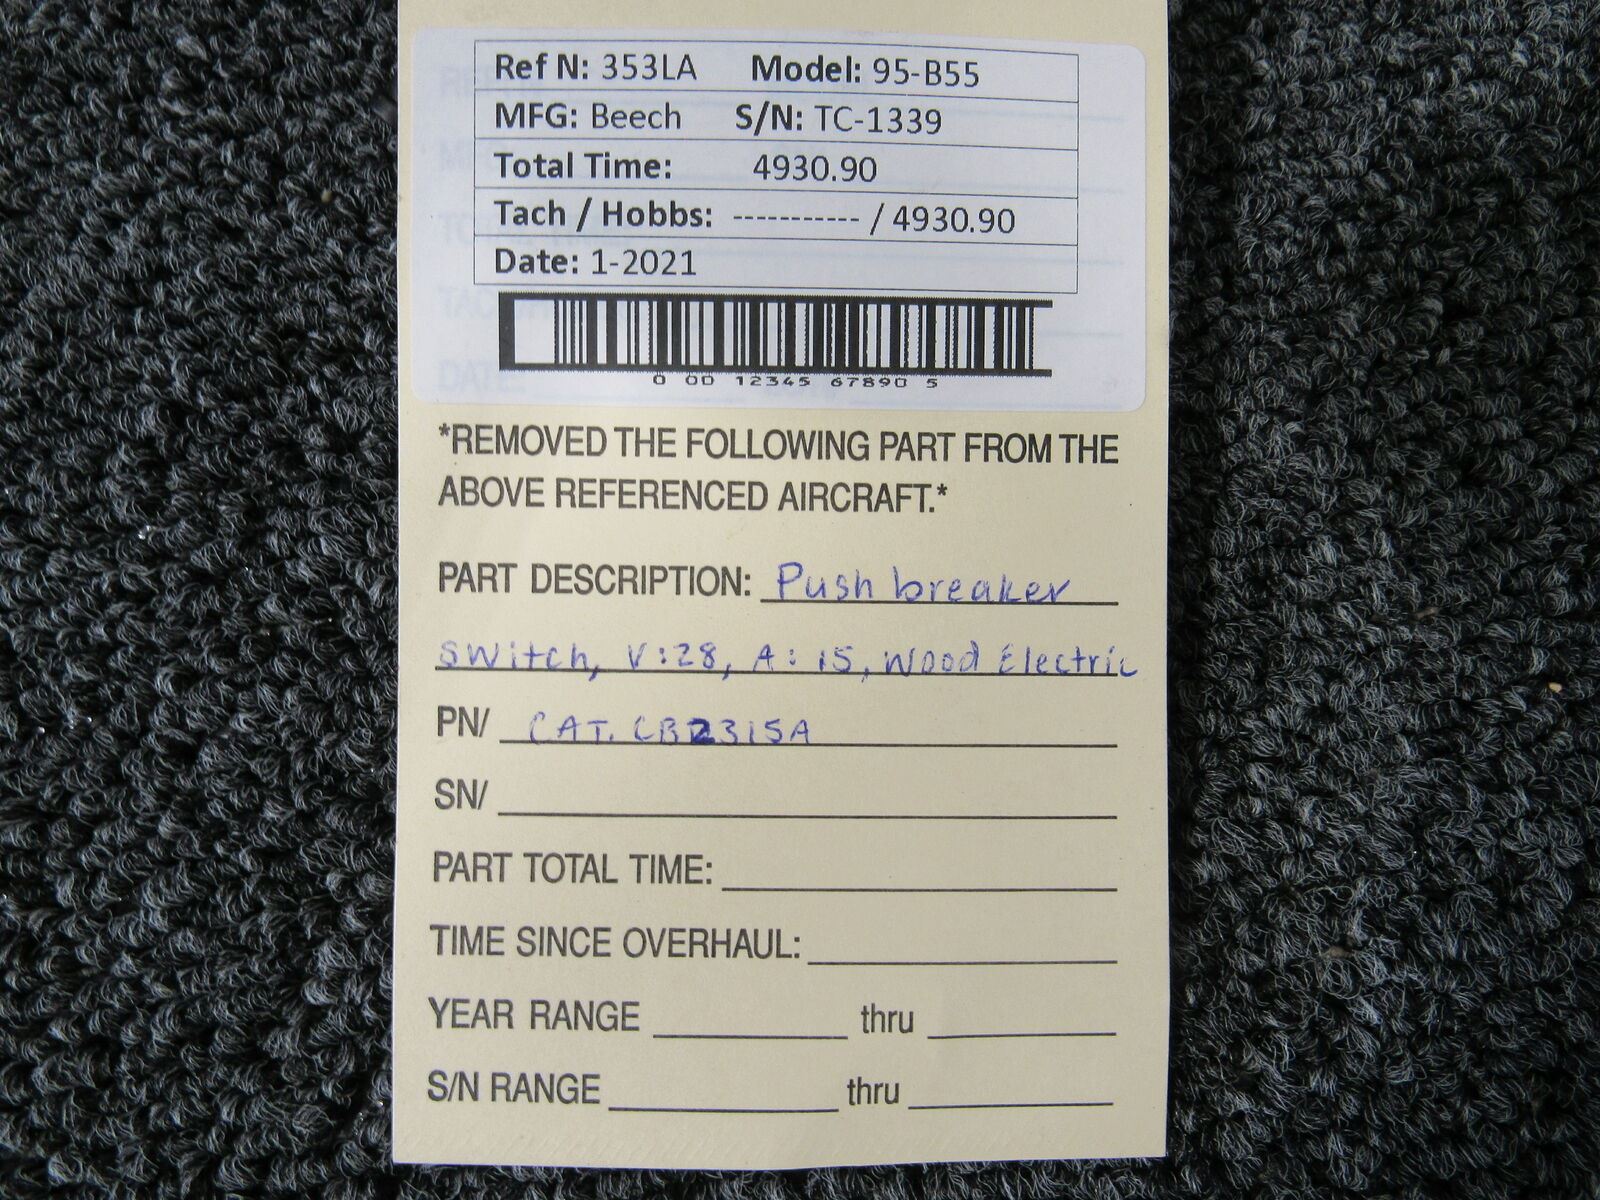 Ref N: 353LA Model: 95-B55
MFG: Beech S/N: TC-1339
Total Time: 4930.90
Tach / Hobbs: ----------- / 4930.90
Date: 1-2021
0 00 12345 67890 5
*REMOVED THE FOLLOWING PART FROM THE
ABOVE REFERENCED AIRCRAFT.*
PART DESCRIPTION: Push breaker
switch, V:28, A:15, Wood Electric
PN/ CAT. CB2315A
SN/
PART TOTAL TIME:
TIME SINCE OVERHAUL:
YEAR RANGE thru
S/N RANGE thru